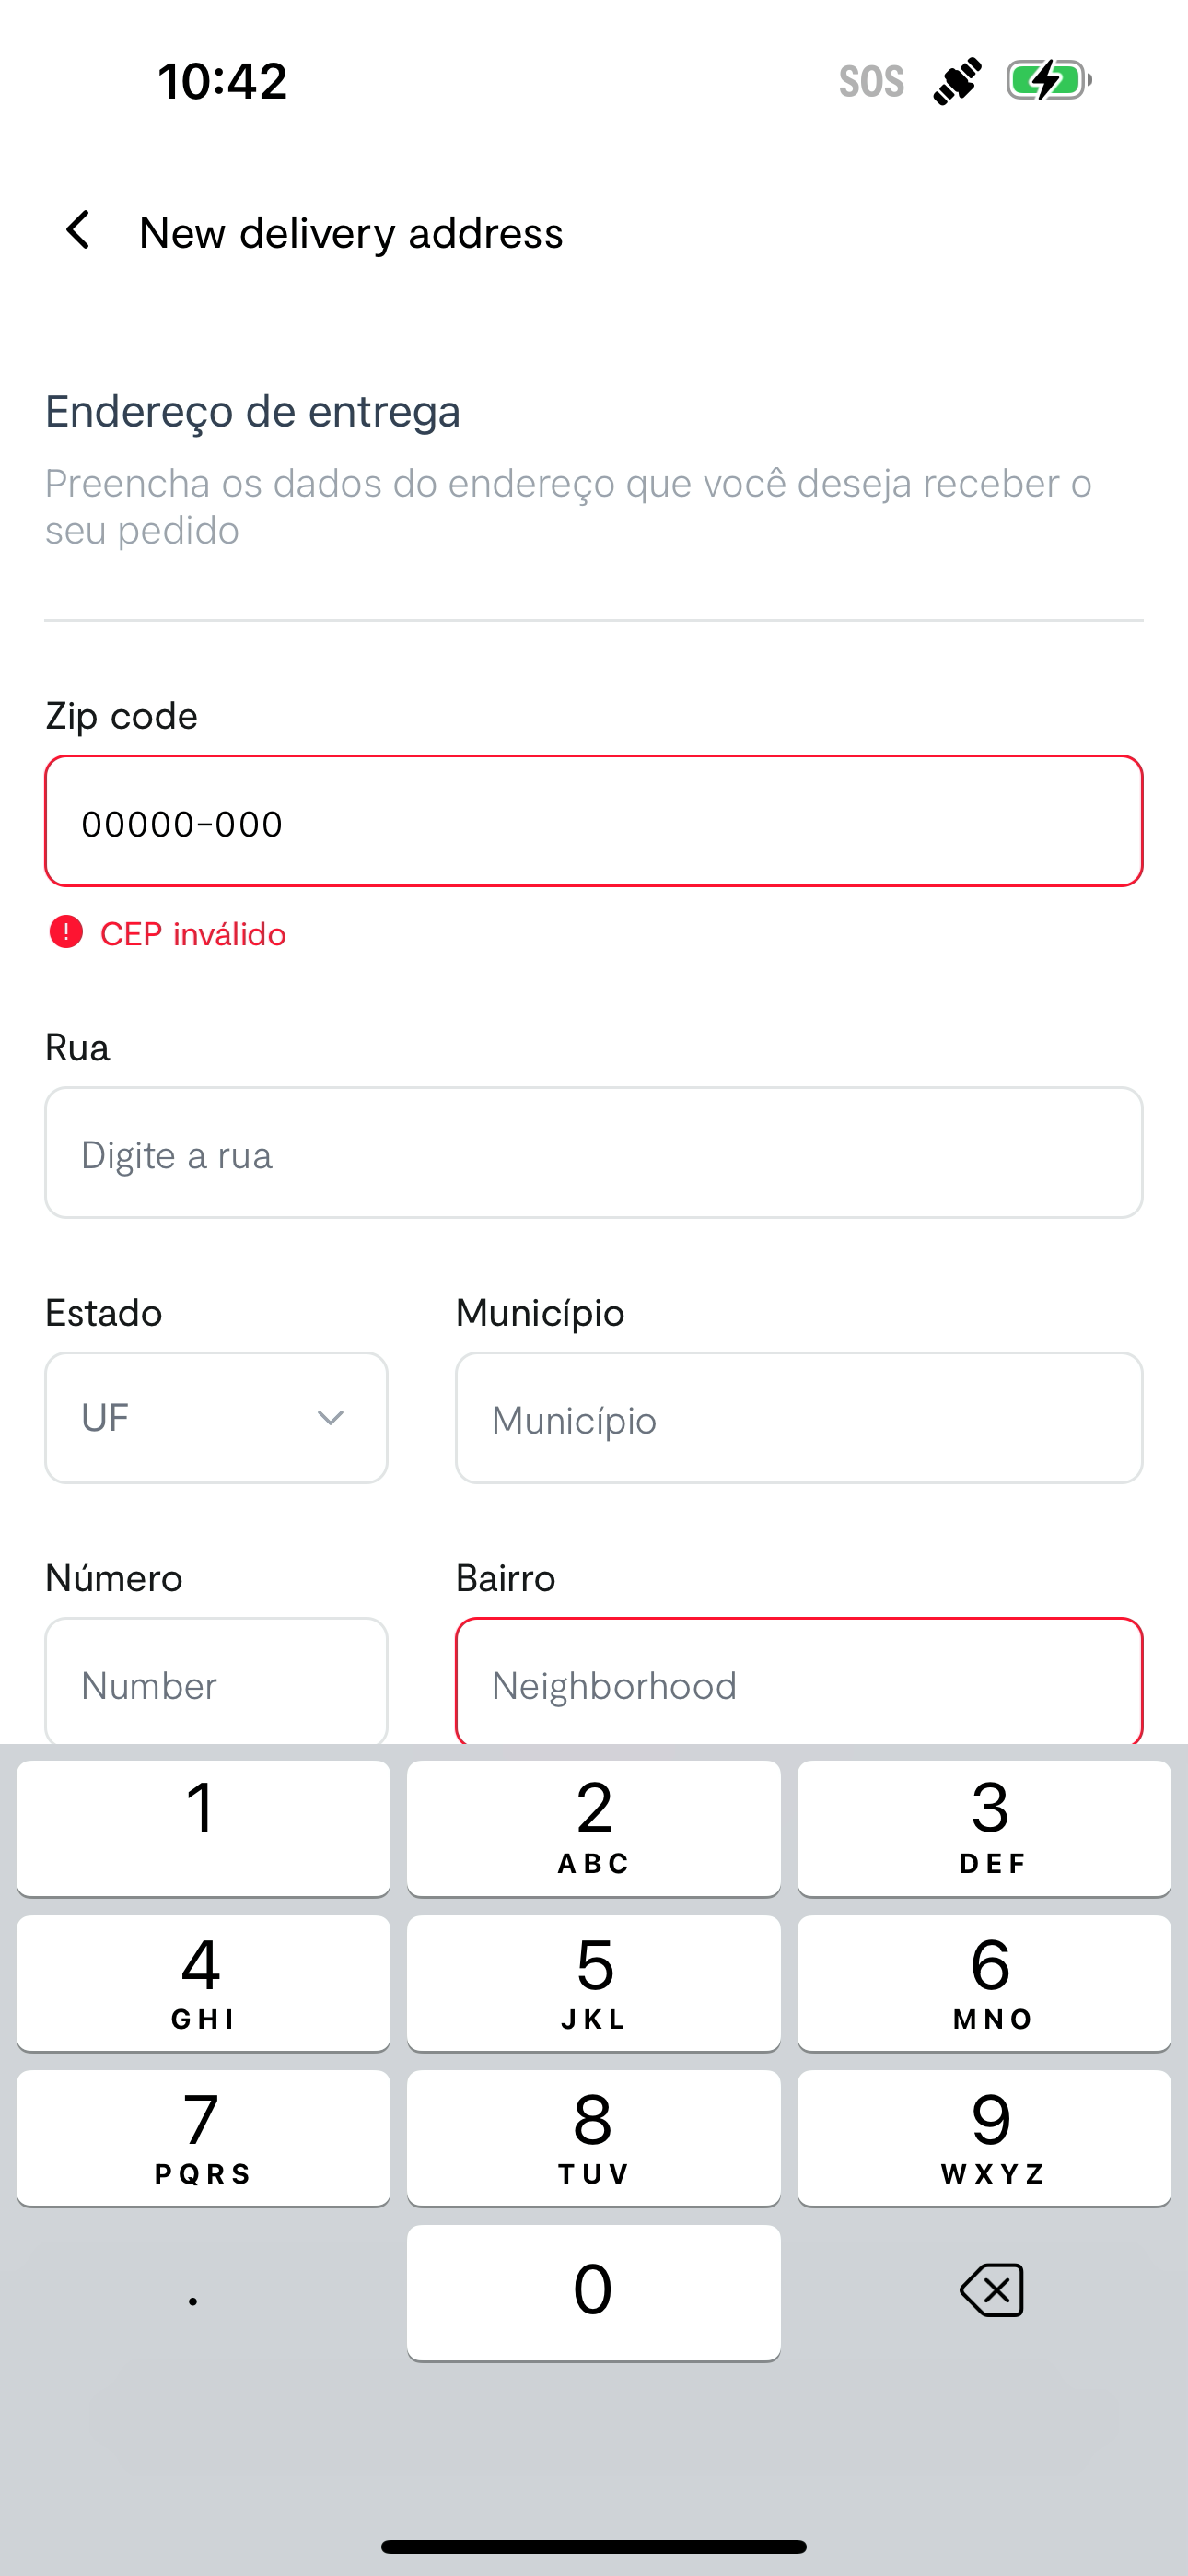 10:42 SOS
New delivery address
Endereço de entrega
Preencha os dados do endereço que você deseja receber o
seu pedido
Zip code
00000-000
! CEP inválido
Rua
Digite a rua
Estado Município
UF Município
Número Bairro
Number Neighborhood
1 2 3
ABC DEF
4 5 6
GHI JKL MNO
7 8 9
PQRS TUV WXYZ
. 0